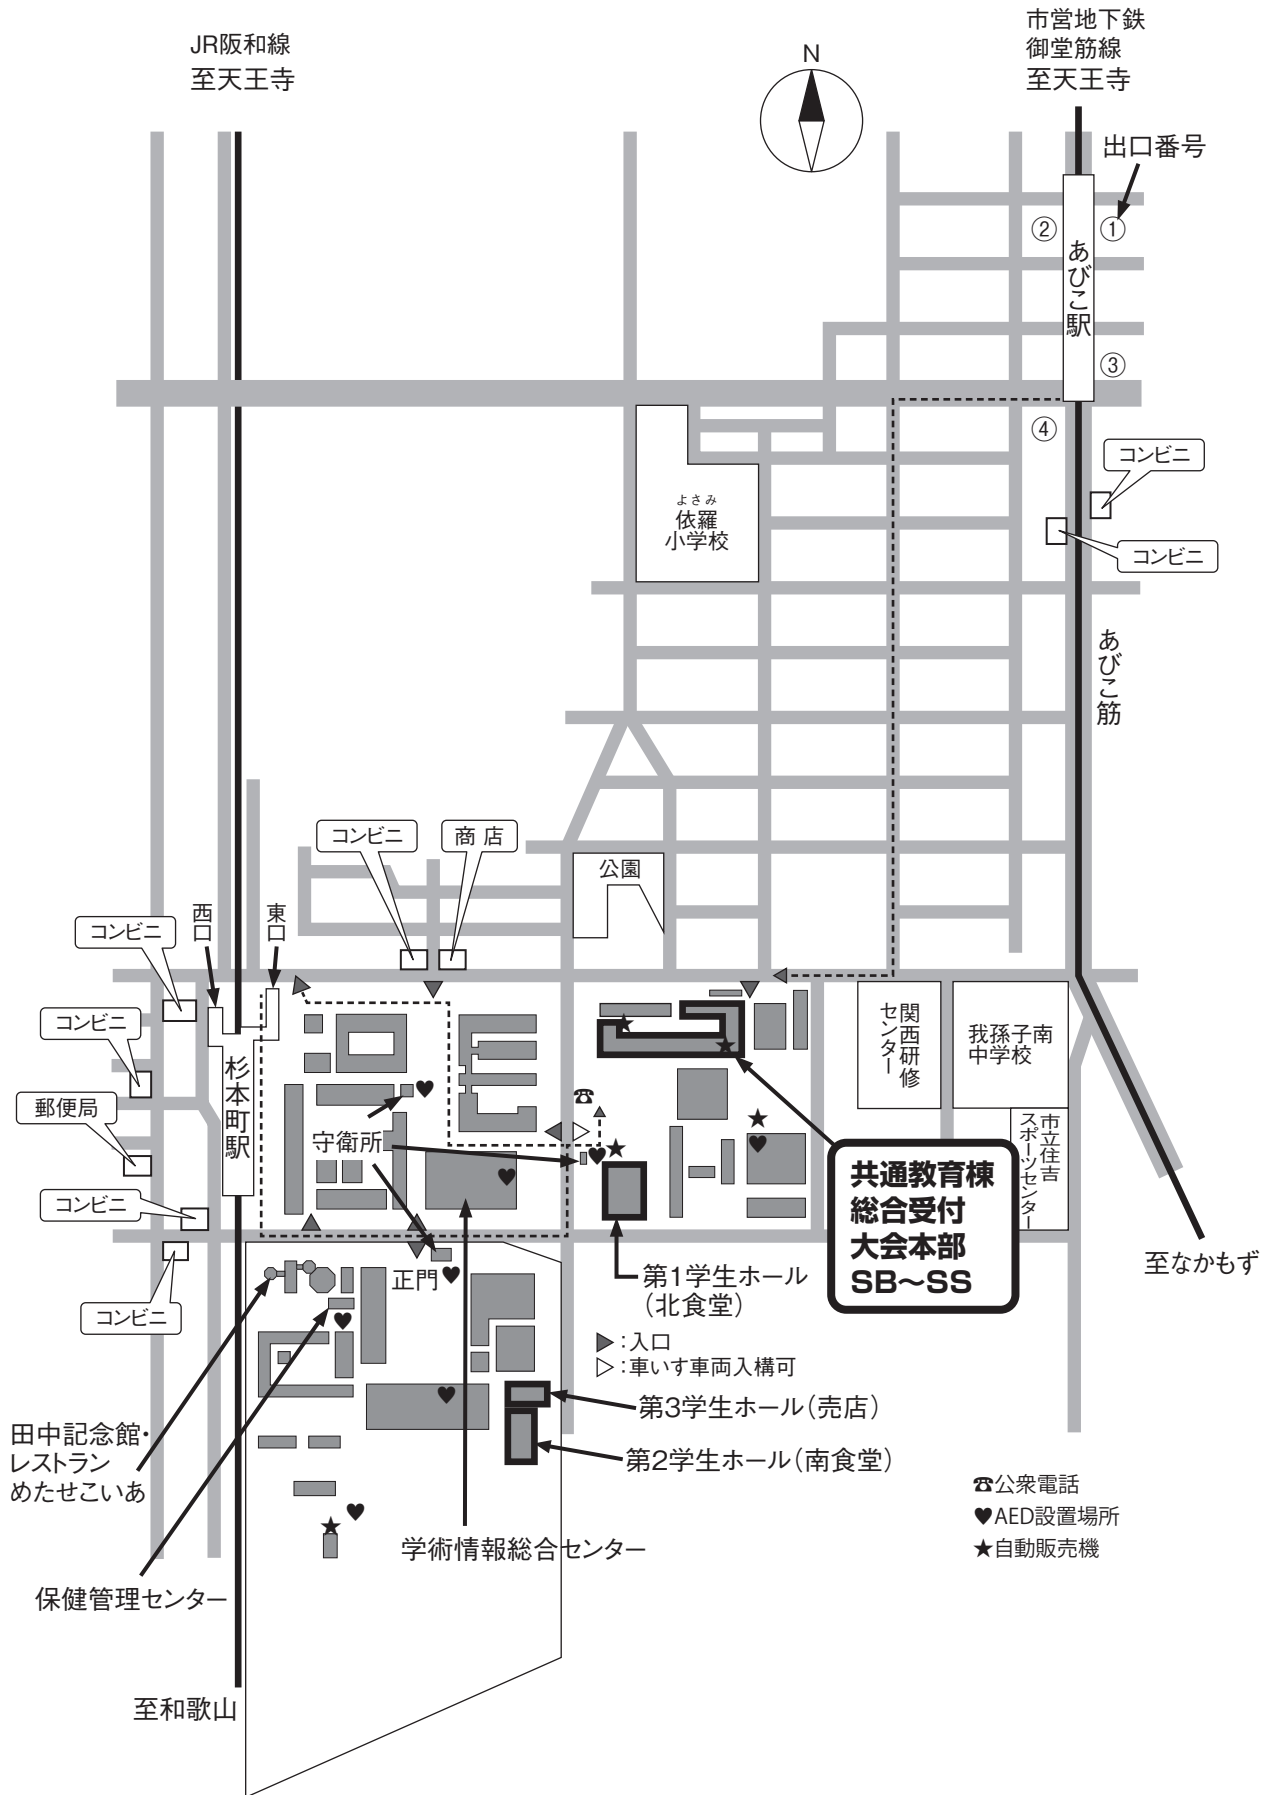 JR阪和線
至天王寺
N
市営地下鉄
御堂筋線
至天王寺
出口番号
②
①
あびこ駅
③
④
コンビニ
コンビニ
よさみ
依羅
小学校
あびこ筋
コンビニ
商店
公園
西口
東口
コンビニ
コンビニ
郵便局
コンビニ
コンビニ
杉本町駅
守衛所
☎
関西研修
センター
我孫子南
中学校
市立住吉
スポーツセンター
共通教育棟
総合受付
大会本部
SB〜SS
至なかもず
正門
第1学生ホール
（北食堂）
▶：入口
▷：車いす車両入構可
第3学生ホール（売店）
第2学生ホール（南食堂）
田中記念館・
レストラン
めたせこいあ
学術情報総合センター
保健管理センター
至和歌山
☎公衆電話
♥AED設置場所
★自動販売機